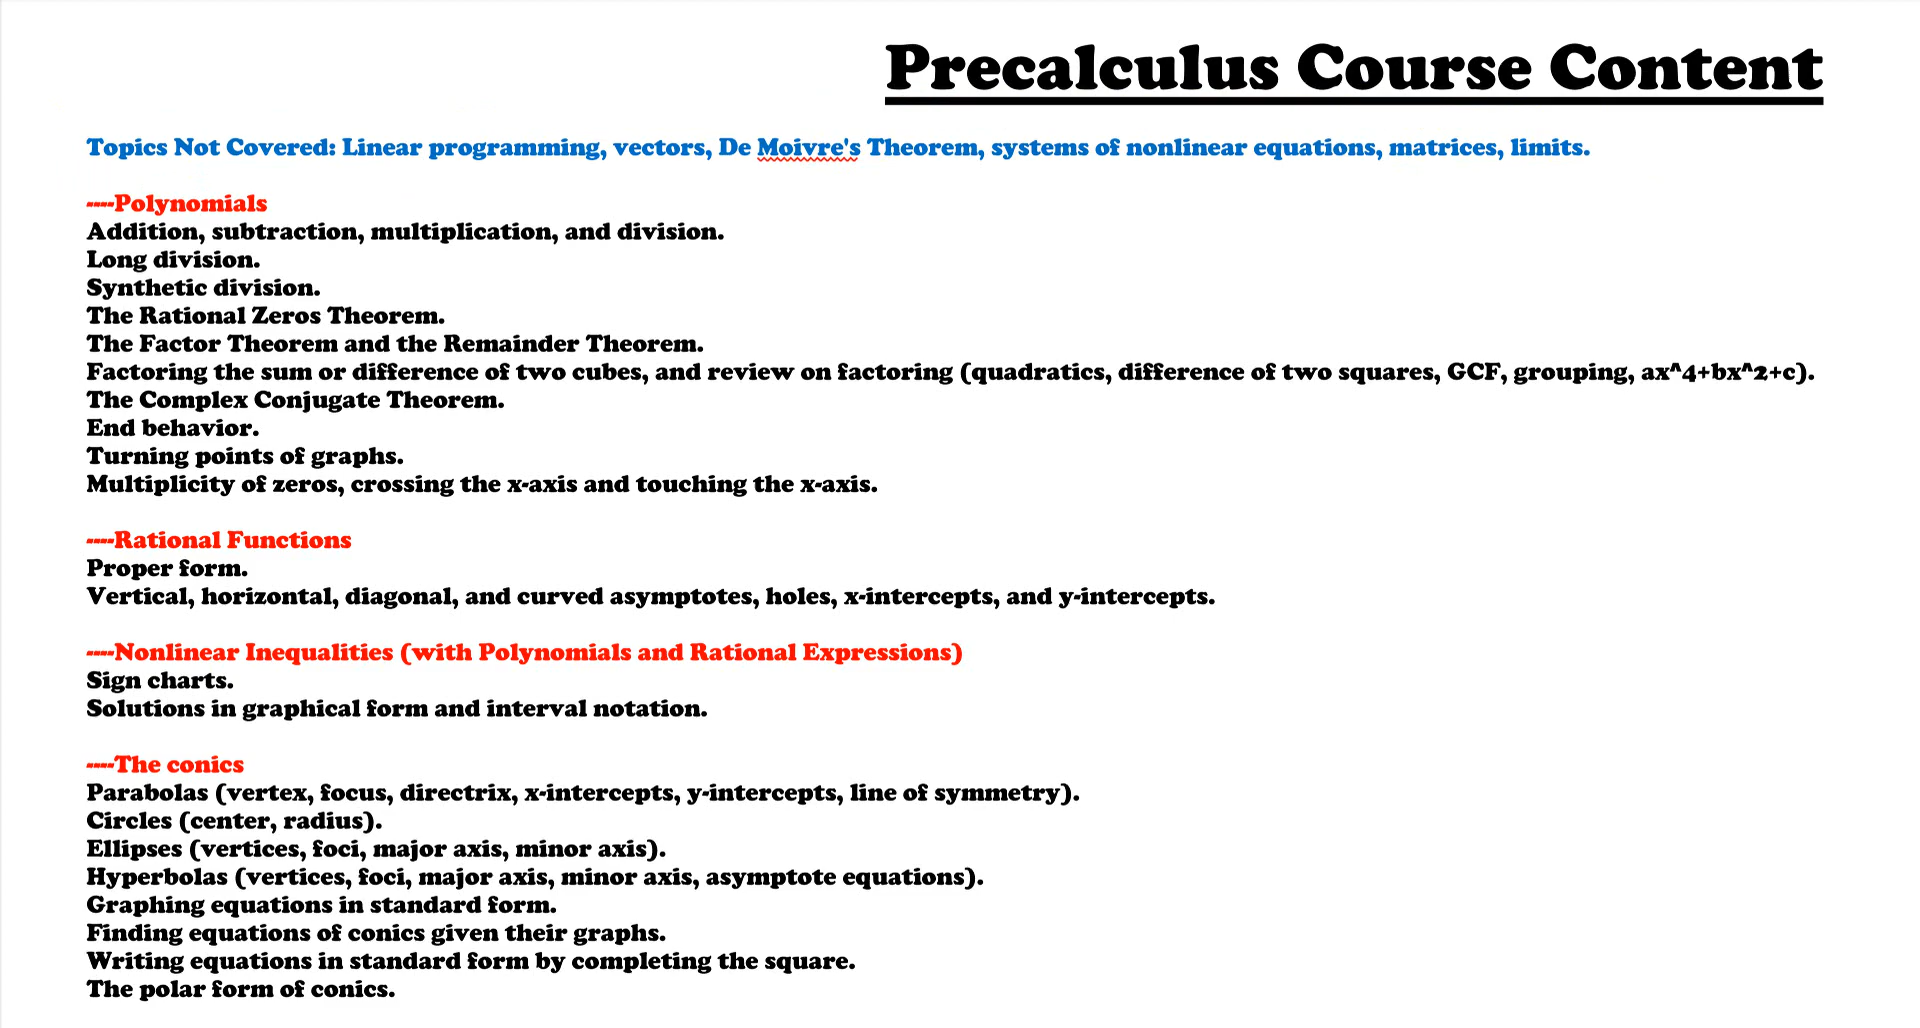 Precalculus Course Content
Topics Not Covered: Linear programming, vectors, De Moivre's Theorem, systems of nonlinear equations, matrices, limits.
----Polynomials
Addition, subtraction, multiplication, and division.
Long division.
Synthetic division.
The Rational Zeros Theorem.
The Factor Theorem and the Remainder Theorem.
Factoring the sum or difference of two cubes, and review on factoring (quadratics, difference of two squares, GCF, grouping, ax^4+bx^2+c).
The Complex Conjugate Theorem.
End behavior.
Turning points of graphs.
Multiplicity of zeros, crossing the x-axis and touching the x-axis.
----Rational Functions
Proper form.
Vertical, horizontal, diagonal, and curved asymptotes, holes, x-intercepts, and y-intercepts.
----Nonlinear Inequalities (with Polynomials and Rational Expressions)
Sign charts.
Solutions in graphical form and interval notation.
----The conics
Parabolas (vertex, focus, directrix, x-intercepts, y-intercepts, line of symmetry).
Circles (center, radius).
Ellipses (vertices, foci, major axis, minor axis).
Hyperbolas (vertices, foci, major axis, minor axis, asymptote equations).
Graphing equations in standard form.
Finding equations of conics given their graphs.
Writing equations in standard form by completing the square.
The polar form of conics.